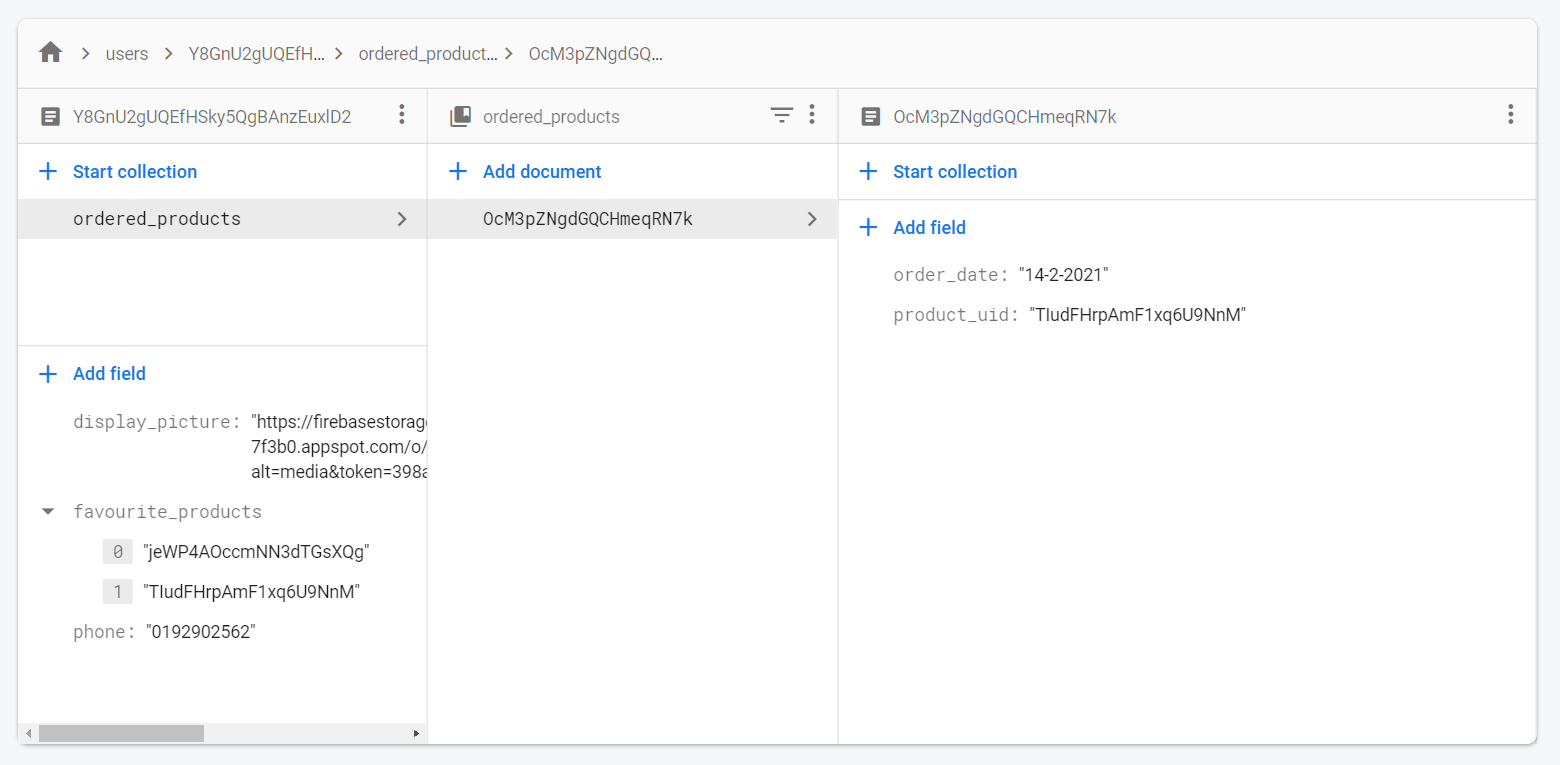 users Y8GnU2gUQEfH... ordered_product... OcM3pZNgdGQ...
Y8GnU2gUQEfHSky5QgBAnzEuxlD2
Start collection
ordered_products
Add field
display_picture: "https://firebasestorage
7f3b0.appspot.com/o/
alt=media&token=398a
favourite_products
0 "jeWP4AOccmNN3dTGsXQg"
1 "TIudFHrpAmF1xq6U9NnM"
phone: "0192902562"
ordered_products
Add document
OcM3pZNgdGQCHmeqRN7k
OcM3pZNgdGQCHmeqRN7k
Start collection
Add field
order_date: "14-2-2021"
product_uid: "TIudFHrpAmF1xq6U9NnM"